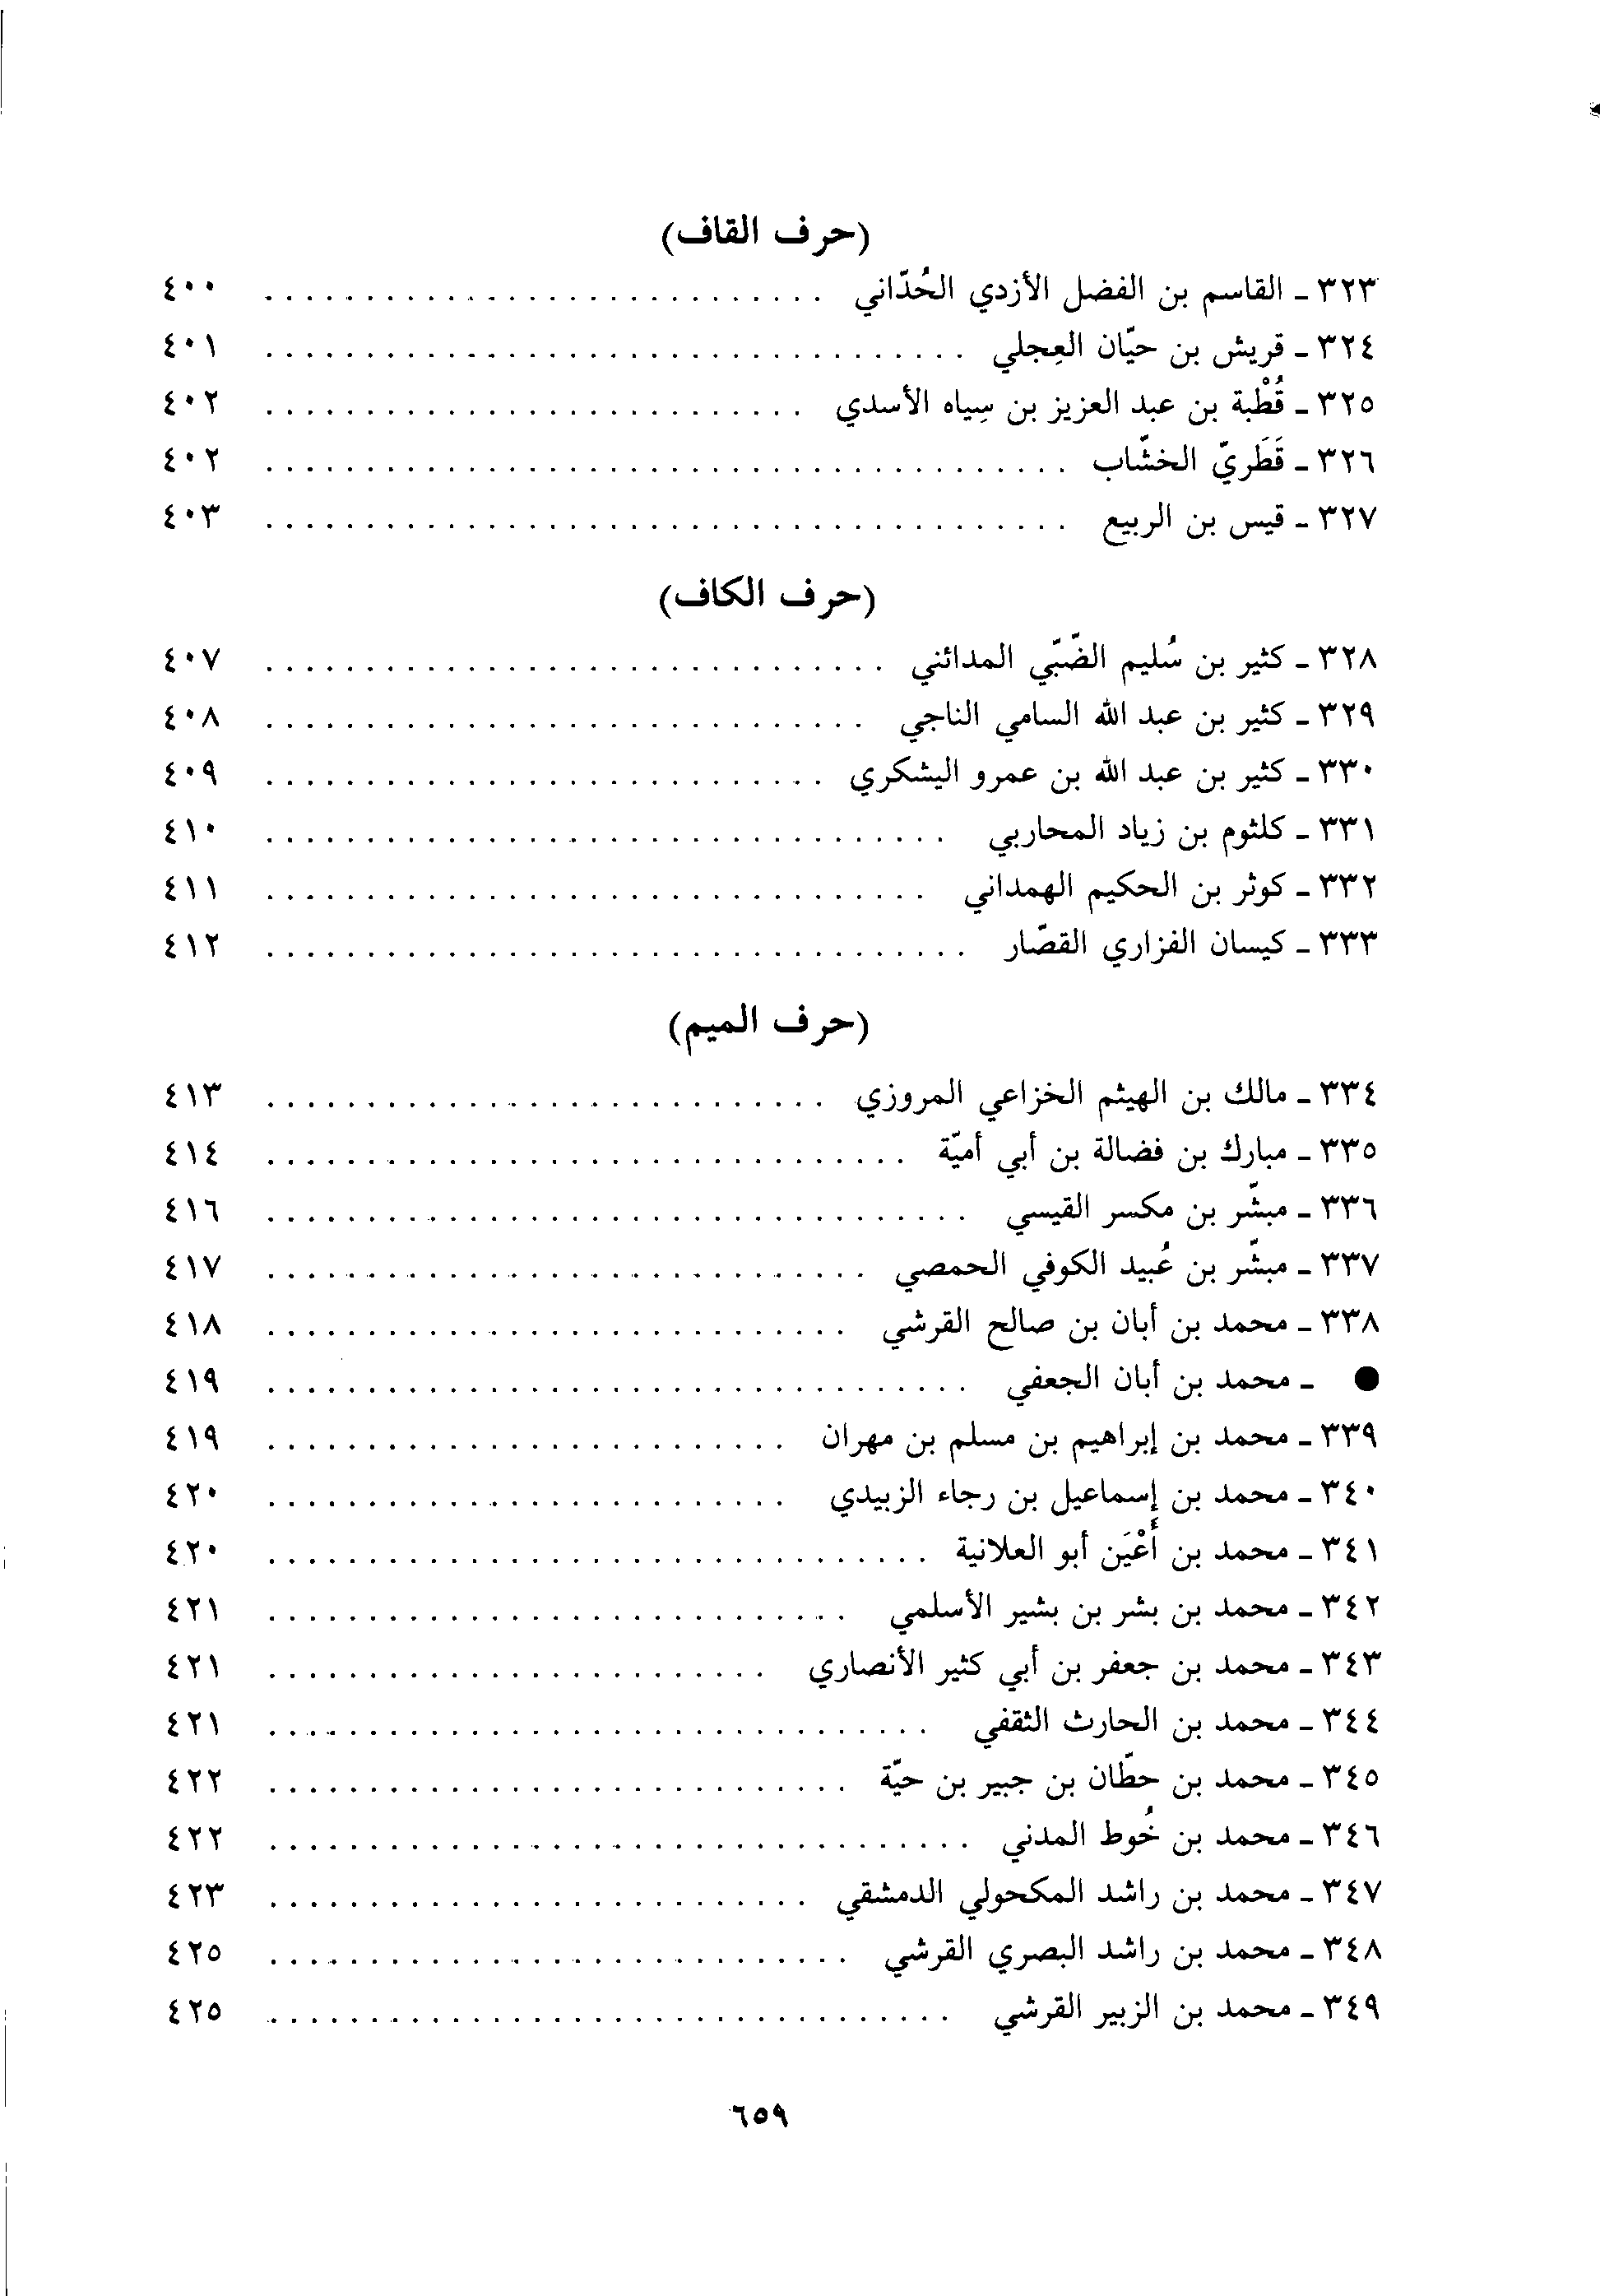 (حرف القاف)
٣٢٣ ـ القاسم بن الفضل الأزدي الحُدّاني ............................ ٤٠٠
٣٢٤ ـ قريش بن حيّان العِجلي ................................... ٤٠١
٣٢٥ ـ قُطْبة بن عبد العزيز بن سِياه الأسدي ........................... ٤٠٢
٣٢٦ ـ قَطَريّ الخشّاب ........................................ ٤٠٢
٣٢٧ ـ قيس بن الربيع ........................................ ٤٠٣
(حرف الكاف)
٣٢٨ ـ كثير بن سُليم الضّبّي المدائني ............................... ٤٠٧
٣٢٩ ـ كثير بن عبد الله السامي الناجي .............................. ٤٠٨
٣٣٠ ـ كثير بن عبد الله بن عمرو اليشكري ............................ ٤٠٩
٣٣١ ـ كلثوم بن زياد المحاربي .................................. ٤١٠
٣٣٢ ـ كوثر بن الحكيم الهمداني ................................. ٤١١
٣٣٣ ـ كيسان الفزاري القصّار ................................... ٤١٢
(حرف الميم)
٣٣٤ ـ مالك بن الهيثم الخزاعي المروزي ............................ ٤١٣
٣٣٥ ـ مبارك بن فضالة بن أبي أميّة ................................ ٤١٤
٣٣٦ ـ مبشّر بن مكسر القيسي ................................... ٤١٦
٣٣٧ ـ مبشّر بن عُبيد الكوفي الحمصي .............................. ٤١٧
٣٣٨ ـ محمد بن أبان بن صالح القرشي ............................. ٤١٨
● ـ محمد بن أبان الجعفي ................................... ٤١٩
٣٣٩ ـ محمد بن إبراهيم بن مسلم بن مهران .......................... ٤١٩
٣٤٠ ـ محمد بن إسماعيل بن رجاء الزبيدي .......................... ٤٢٠
٣٤١ ـ محمد بن أَعْيَن أبو العلانية ................................. ٤٢٠
٣٤٢ ـ محمد بن بشر بن بشير الأسلمي ............................. ٤٢١
٣٤٣ ـ محمد بن جعفر بن أبي كثير الأنصاري ......................... ٤٢١
٣٤٤ ـ محمد بن الحارث الثقفي ................................. ٤٢١
٣٤٥ ـ محمد بن حطّان بن جبير بن حيّة ............................. ٤٢٢
٣٤٦ ـ محمد بن خُوط المدني ................................... ٤٢٢
٣٤٧ ـ محمد بن راشد المكحولي الدمشقي ........................... ٤٢٣
٣٤٨ ـ محمد بن راشد البصري القرشي ............................. ٤٢٥
٣٤٩ ـ محمد بن الزبير القرشي .................................. ٤٢٥
٦٥٩